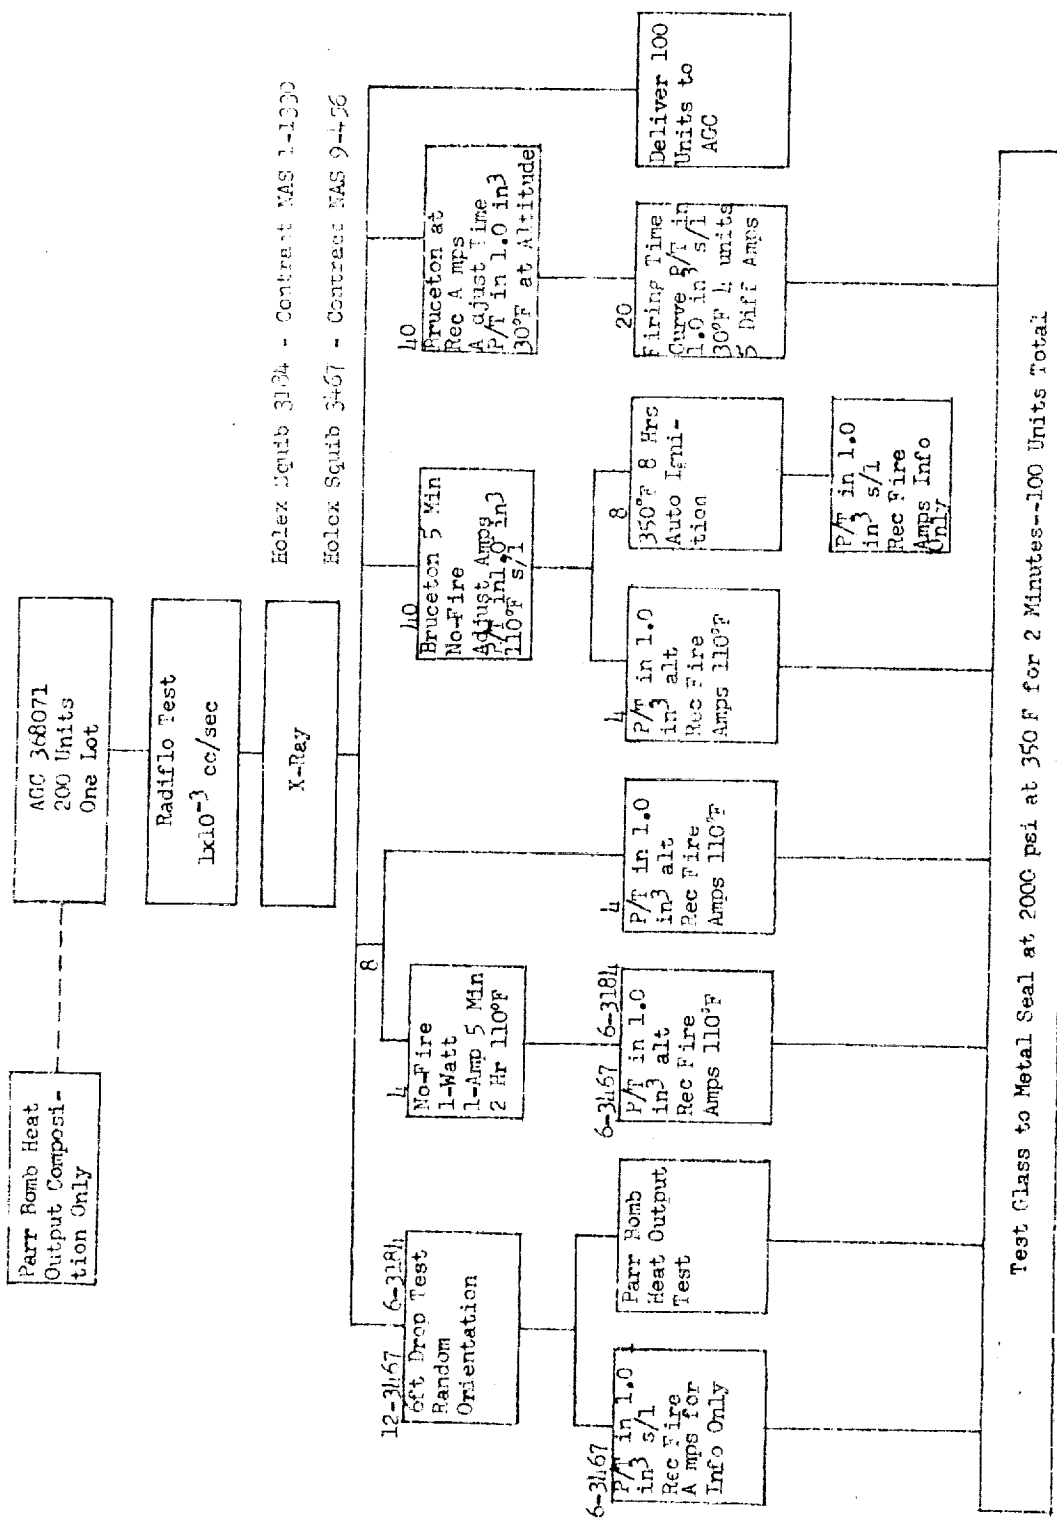 Parr Bomb Heat
Output Composi-
tion Only
AGC 368071
200 Units
One Lot
Radiflo Test
1x10-3 cc/sec
X-Ray
Holex Squib 3184 - Contract NAS 1-1330
Holex Squib 3467 - Contract NAS 9-456
12-3467 6-3184
6ft Drop Test
Random
Orientation
8
4
No-Fire
1-Watt
1-Amp 5 Min
2 Hr 110°F
40
Bruceton 5 Min
No-Fire
Adjust Amps
P/T in1.0 in3
110°F s/l
40
Bruceton at
Rec A mps
A djust Time
P/T in 1.0 in3
30°F at Altitude
6-3467
P/T in 1.0
in3 s/l
Rec Fire
A mps for
Info Only
Parr Bomb
Heat Output
Test
6-3467 6-3184
P/T in 1.0
in3 alt
Rec Fire
Amps 110°F
4
P/T in 1.0
in3 alt
Rec Fire
Amps 110°F
4
P/T in 1.0
in3 alt
Rec Fire
Amps 110°F
8
350°F 8 Hrs
Auto Igni-
tion
20
Firing Time
Curve P/T in
1.0 in3 s/l
30°F 4 units
5 Diff Amps
Deliver 100
Units to
AGC
P/T in 1.0
in3 s/l
Rec Fire
Amps Info
Only
Test Glass to Metal Seal at 2000 psi at 350 F for 2 Minutes--100 Units Total